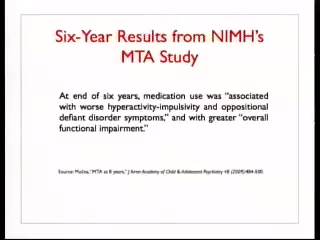 Six-Year Results from NIMH's
MTA Study
At end of six years, medication use was "associated
with worse hyperactivity-impulsivity and oppositional
defiant disorder symptoms," and with greater "overall
functional impairment."
Source: Molina, "MTA at 8 years," J Amer Academy of Child & Adolescent Psychiatry 48 (2009):484-500.